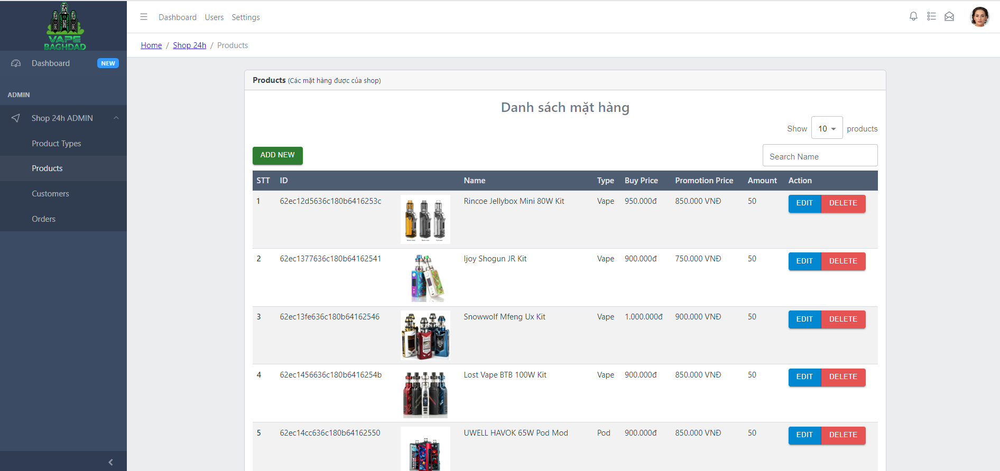 VAPE
BAGHDAD
Dashboard NEW
ADMIN
Shop 24h ADMIN
Product Types
Products
Customers
Orders
Dashboard Users Settings
Home / Shop 24h / Products
Products (Các mặt hàng được của shop)
Danh sách mặt hàng
Show 10 products
ADD NEW
Search Name
STT ID Name Type Buy Price Promotion Price Amount Action
1 62ec12d5636c180b6416253c Rincoe Jellybox Mini 80W Kit Vape 950.000đ 850.000 VNĐ 50 EDIT DELETE
2 62ec1377636c180b64162541 Ijoy Shogun JR Kit Vape 900.000đ 750.000 VNĐ 50 EDIT DELETE
3 62ec13fe636c180b64162546 Snowwolf Mfeng Ux Kit Vape 1.000.000đ 900.000 VNĐ 50 EDIT DELETE
4 62ec1456636c180b6416254b Lost Vape BTB 100W Kit Vape 900.000đ 850.000 VNĐ 50 EDIT DELETE
5 62ec14cc636c180b64162550 UWELL HAVOK 65W Pod Mod Pod 900.000đ 850.000 VNĐ 50 EDIT DELETE
HAVOK